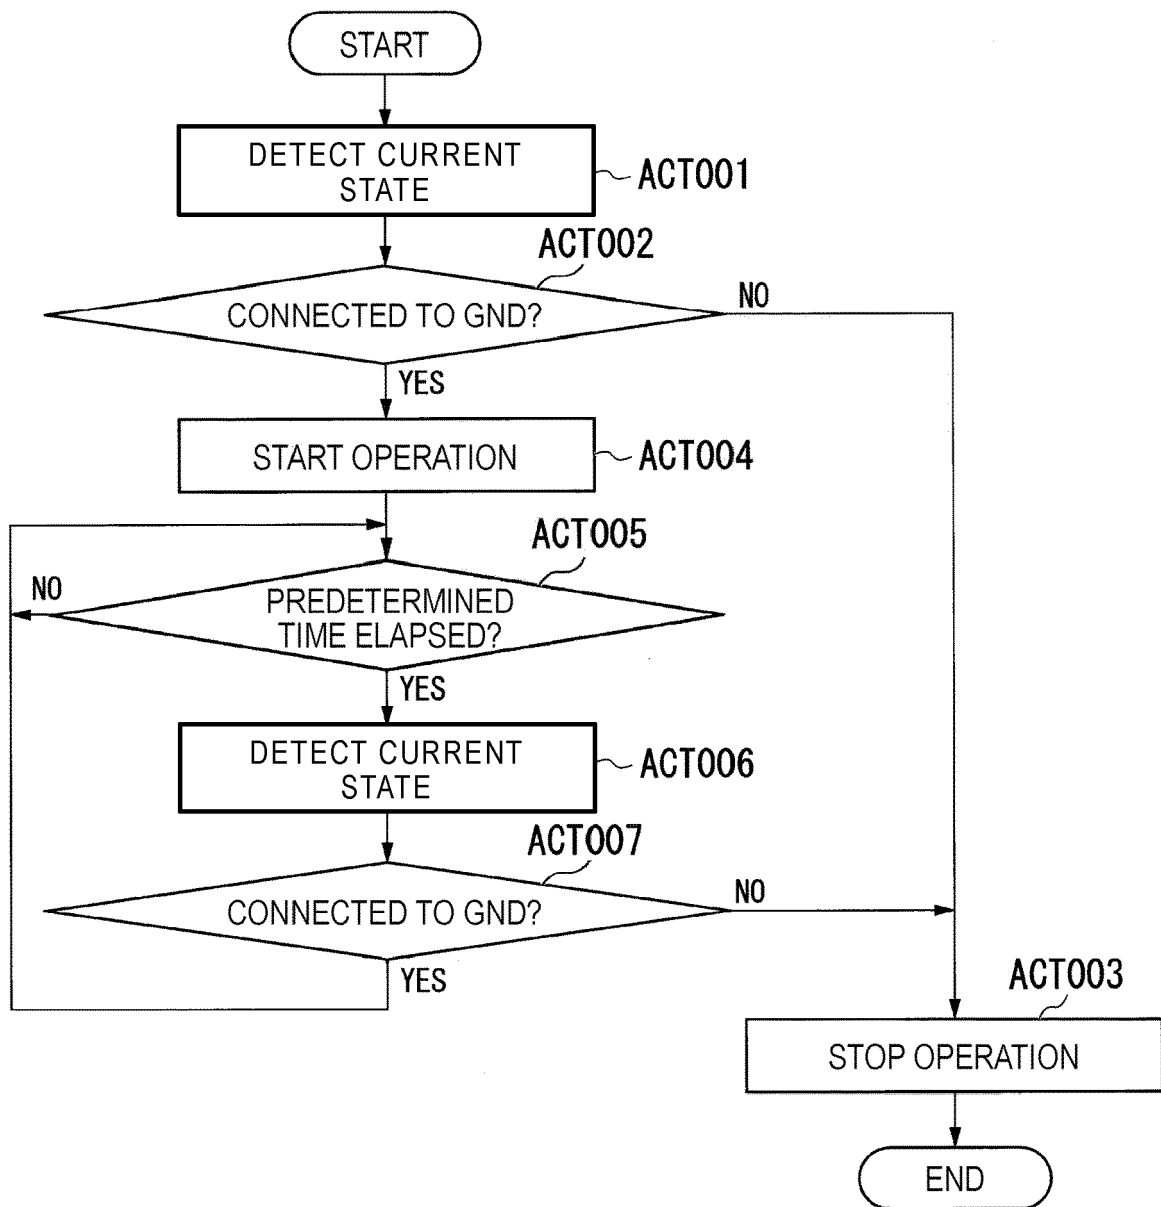 START
DETECT CURRENT
STATE
ACT001
ACT002
CONNECTED TO GND?
NO
YES
START OPERATION
ACT004
ACT005
NO
PREDETERMINED
TIME ELAPSED?
YES
DETECT CURRENT
STATE
ACT006
ACT007
CONNECTED TO GND?
NO
YES
ACT003
STOP OPERATION
END